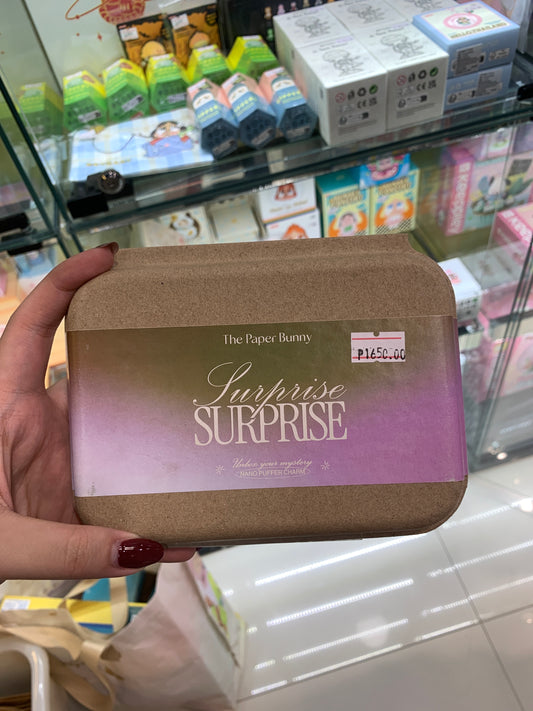 The Paper Bunny
₱1650.00
Surprise
SURPRISE
Unbox your mystery
NANO PUFFER CHARM